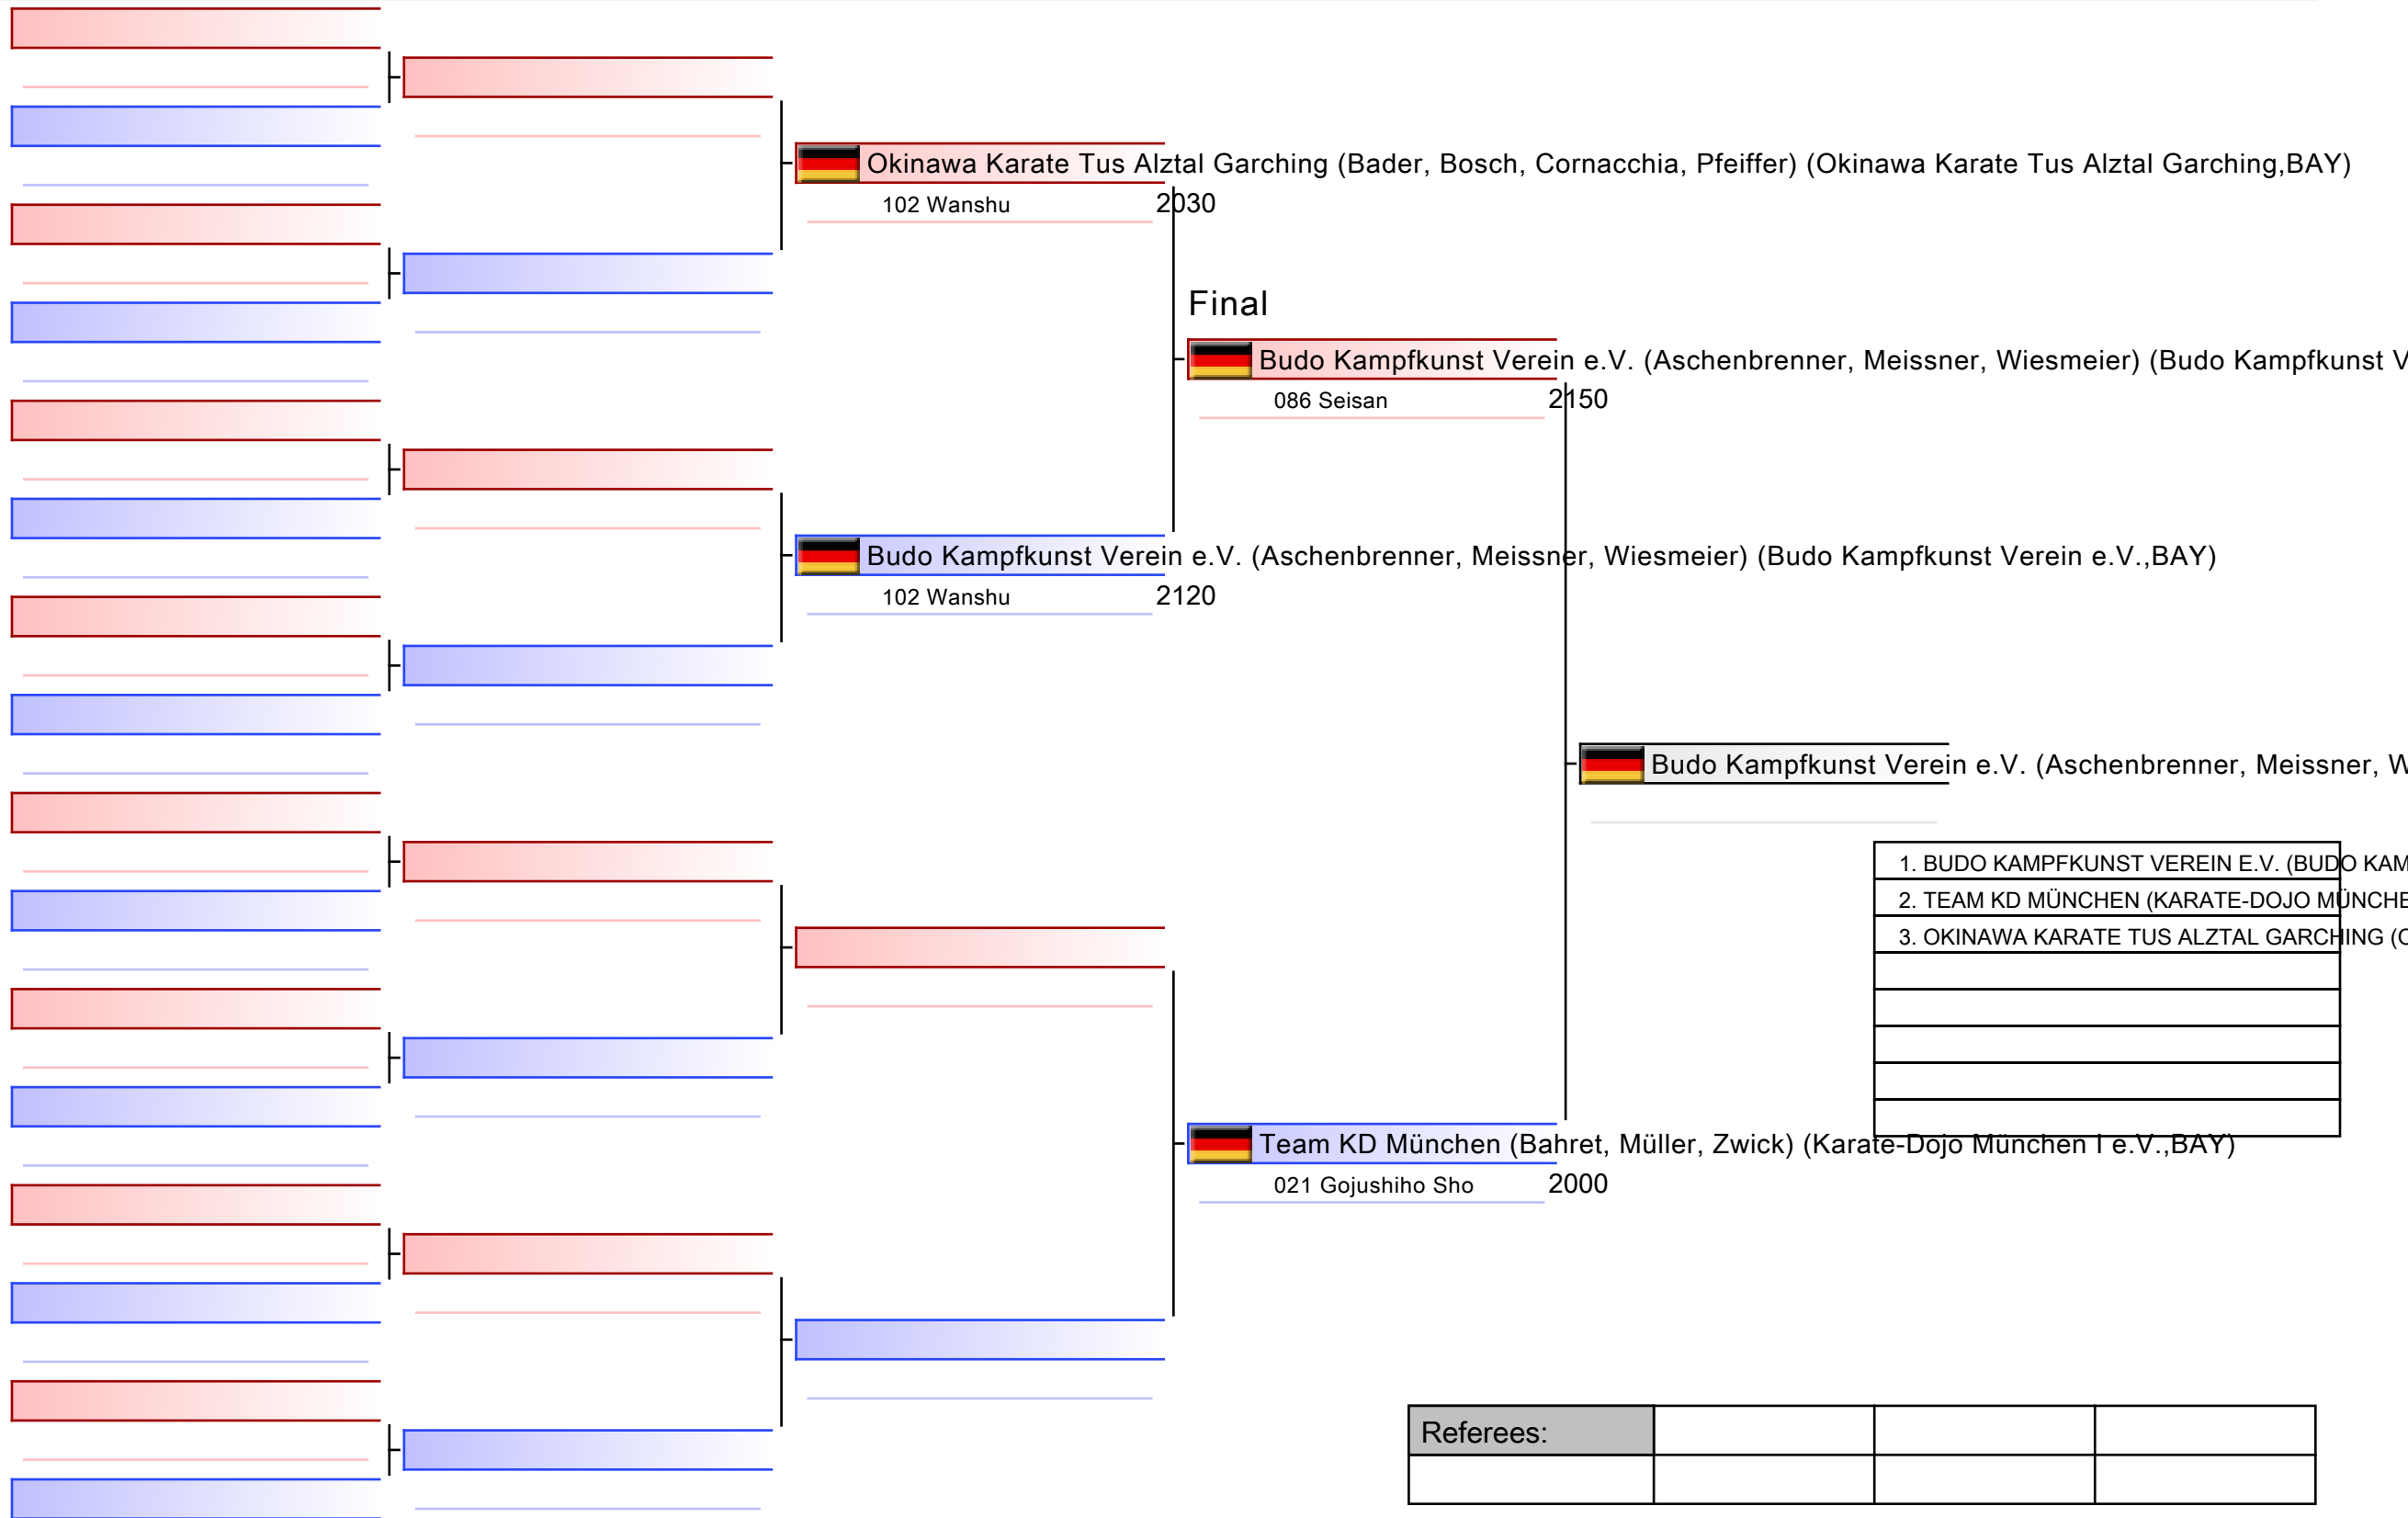 Okinawa Karate Tus Alztal Garching (Bader, Bosch, Cornacchia, Pfeiffer) (Okinawa Karate Tus Alztal Garching,BAY)
102 Wanshu 2030
Final
Budo Kampfkunst Verein e.V. (Aschenbrenner, Meissner, Wiesmeier) (Budo Kampfkunst V
086 Seisan 2150
Budo Kampfkunst Verein e.V. (Aschenbrenner, Meissner, Wiesmeier) (Budo Kampfkunst Verein e.V.,BAY)
102 Wanshu 2120
Budo Kampfkunst Verein e.V. (Aschenbrenner, Meissner, W
1. BUDO KAMPFKUNST VEREIN E.V. (BUDO KAM
2. TEAM KD MÜNCHEN (KARATE-DOJO MÜNCHE
3. OKINAWA KARATE TUS ALZTAL GARCHING (O
Team KD München (Bahret, Müller, Zwick) (Karate-Dojo München I e.V.,BAY)
021 Gojushiho Sho 2000
Referees: